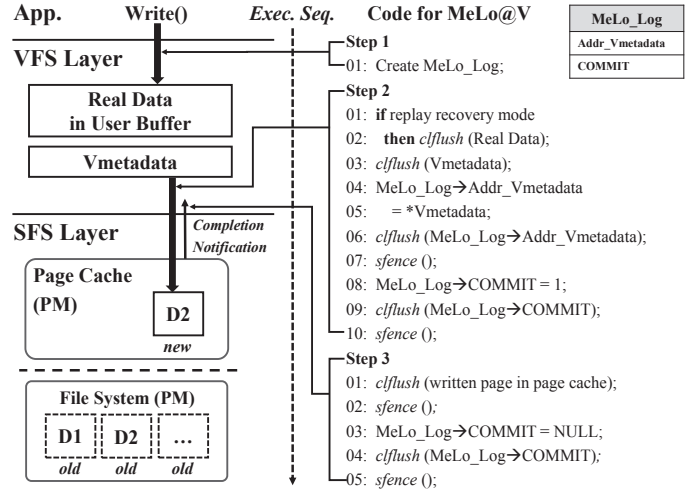 App.
Write()
Exec. Seq.
Code for MeLo@V
MeLo_Log
Addr_Vmetadata
COMMIT
VFS Layer
Real Data
in User Buffer
Vmetadata
SFS Layer
Completion
Notification
Page Cache
(PM)
D2
new
File System (PM)
D1 D2 ...
old old old
Step 1
01: Create MeLo_Log;
Step 2
01: if replay recovery mode
02: then clflush (Real Data);
03: clflush (Vmetadata);
04: MeLo_Log→Addr_Vmetadata
05: = *Vmetadata;
06: clflush (MeLo_Log→Addr_Vmetadata);
07: sfence ();
08: MeLo_Log→COMMIT = 1;
09: clflush (MeLo_Log→COMMIT);
10: sfence ();
Step 3
01: clflush (written page in page cache);
02: sfence ();
03: MeLo_Log→COMMIT = NULL;
04: clflush (MeLo_Log→COMMIT);
05: sfence ();